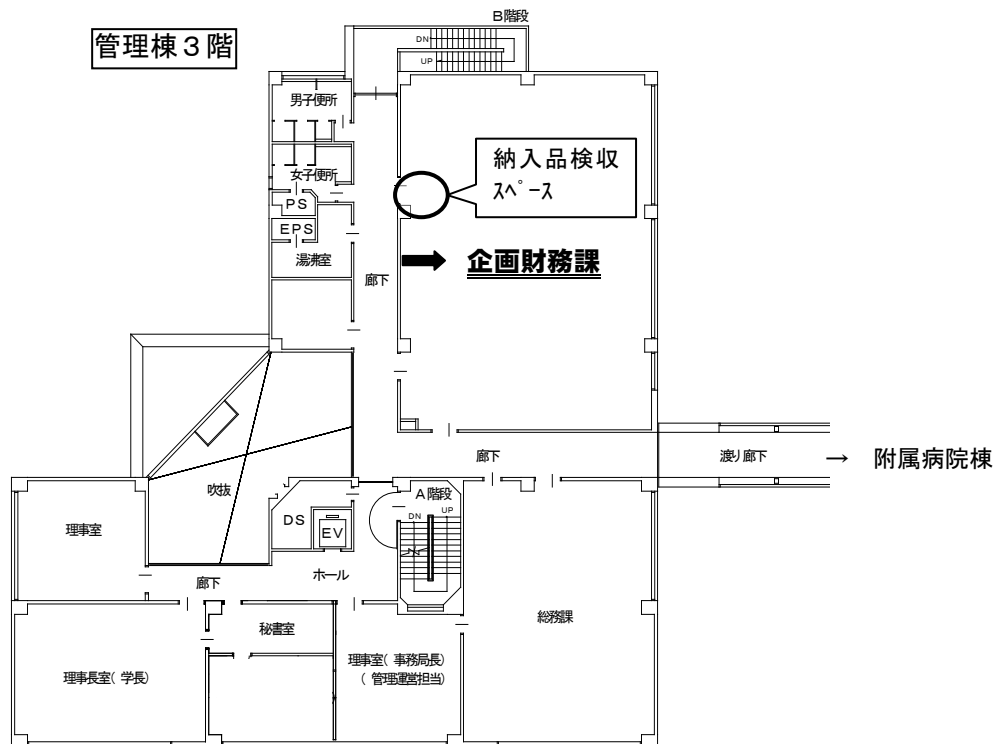 B階段
管理棟3階
DN
UP
男子便所
納入品検収
スペース
女子便所
PS
EPS
湯沸室
廊下
企画財務課
廊下
渡り廊下
→ 附属病院棟
吹抜
A階段
DN
UP
理事室
DS
EV
廊下
ホール
秘書室
総務課
理事長室(学長)
理事室(事務局長)
(管理運営担当)